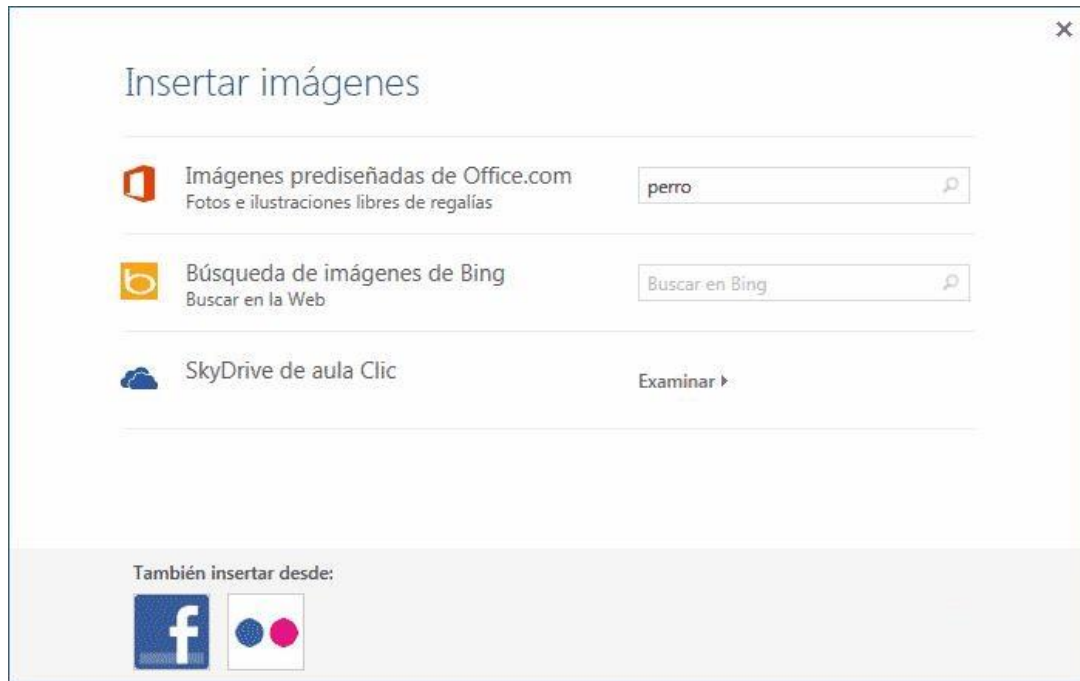 Insertar imágenes
Imágenes prediseñadas de Office.com
Fotos e ilustraciones libres de regalías
perro
Búsqueda de imágenes de Bing
Buscar en la Web
Buscar en Bing
SkyDrive de aula Clic
Examinar
También insertar desde: